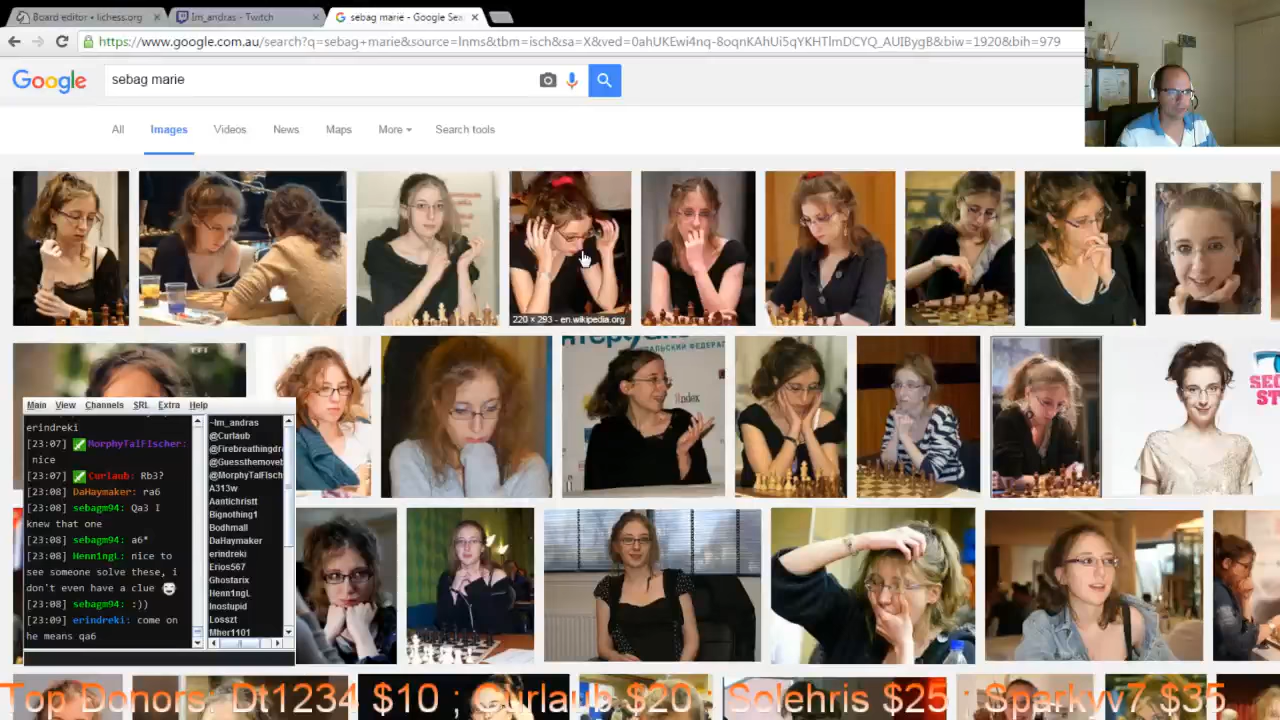 Board editor • lichess.org
Im_andras - Twitch
sebag marie - Google Sea
https://www.google.com.au/search?q=sebag+marie&source=lnms&tbm=isch&sa=X&ved=0ahUKEwi4nq-8oqnKAhUi5qYKHTlmDCYQ_AUIBygB&biw=1920&bih=979
Google
sebag marie
All
Images
Videos
News
Maps
More
Search tools
220 × 293 - en.wikipedia.org
Main View Channels SRL Extra Help
erindreki
[23:07] MorphyTalFIscher:
nice
[23:07] Curlaub: Rb3?
[23:08] DaHaymaker: ra6
[23:08] sebagm94: Qa3 I
knew that one
[23:08] sebagm94: a6*
[23:08] Henn1ngL: nice to
see someone solve these, i
don't even have a clue
[23:08] sebagm94: :))
[23:09] erindreki: come on
he means qa6
~Im_andras
@Curlaub
@Firebreathingdra
@Guessthemoveb
@MorphyTalFIsch
A313w
Aantichristt
Bignothing1
Bodhmall
DaHaymaker
erindreki
Erios567
Ghostarix
Henn1ngL
Inostupid
Losszt
Mher1101
Top Donors: Dt1234 $10 ; Curlaub $20 ; Solehris $25 ; Sparkyv7 $35